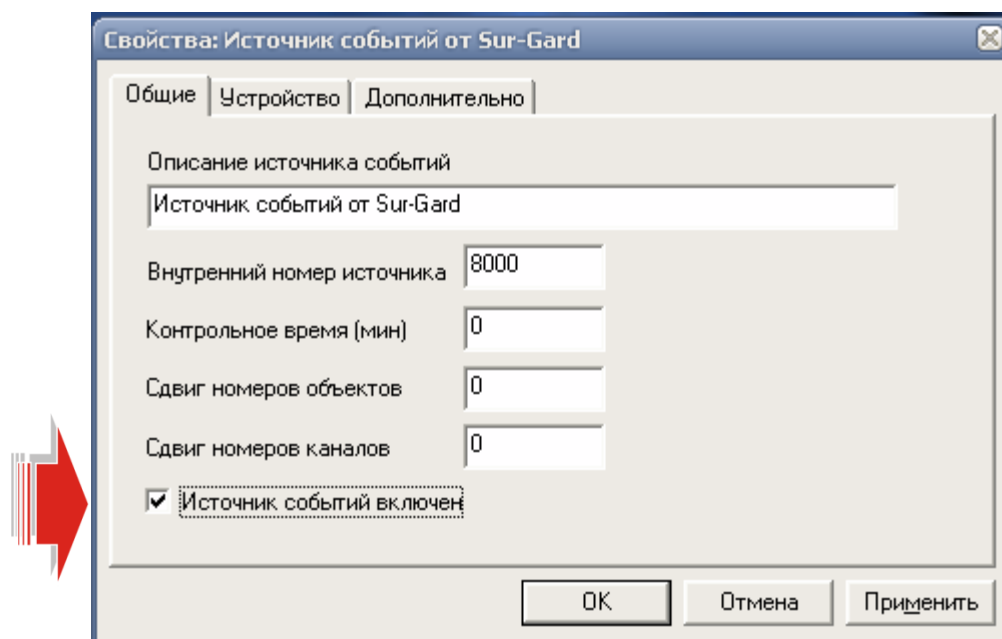 Свойства: Источник событий от Sur-Gard
Общие Устройство Дополнительно
Описание источника событий
Источник событий от Sur-Gard
Внутренний номер источника 8000
Контрольное время (мин) 0
Сдвиг номеров объектов 0
Сдвиг номеров каналов 0
Источник событий включен
OK Отмена Применить